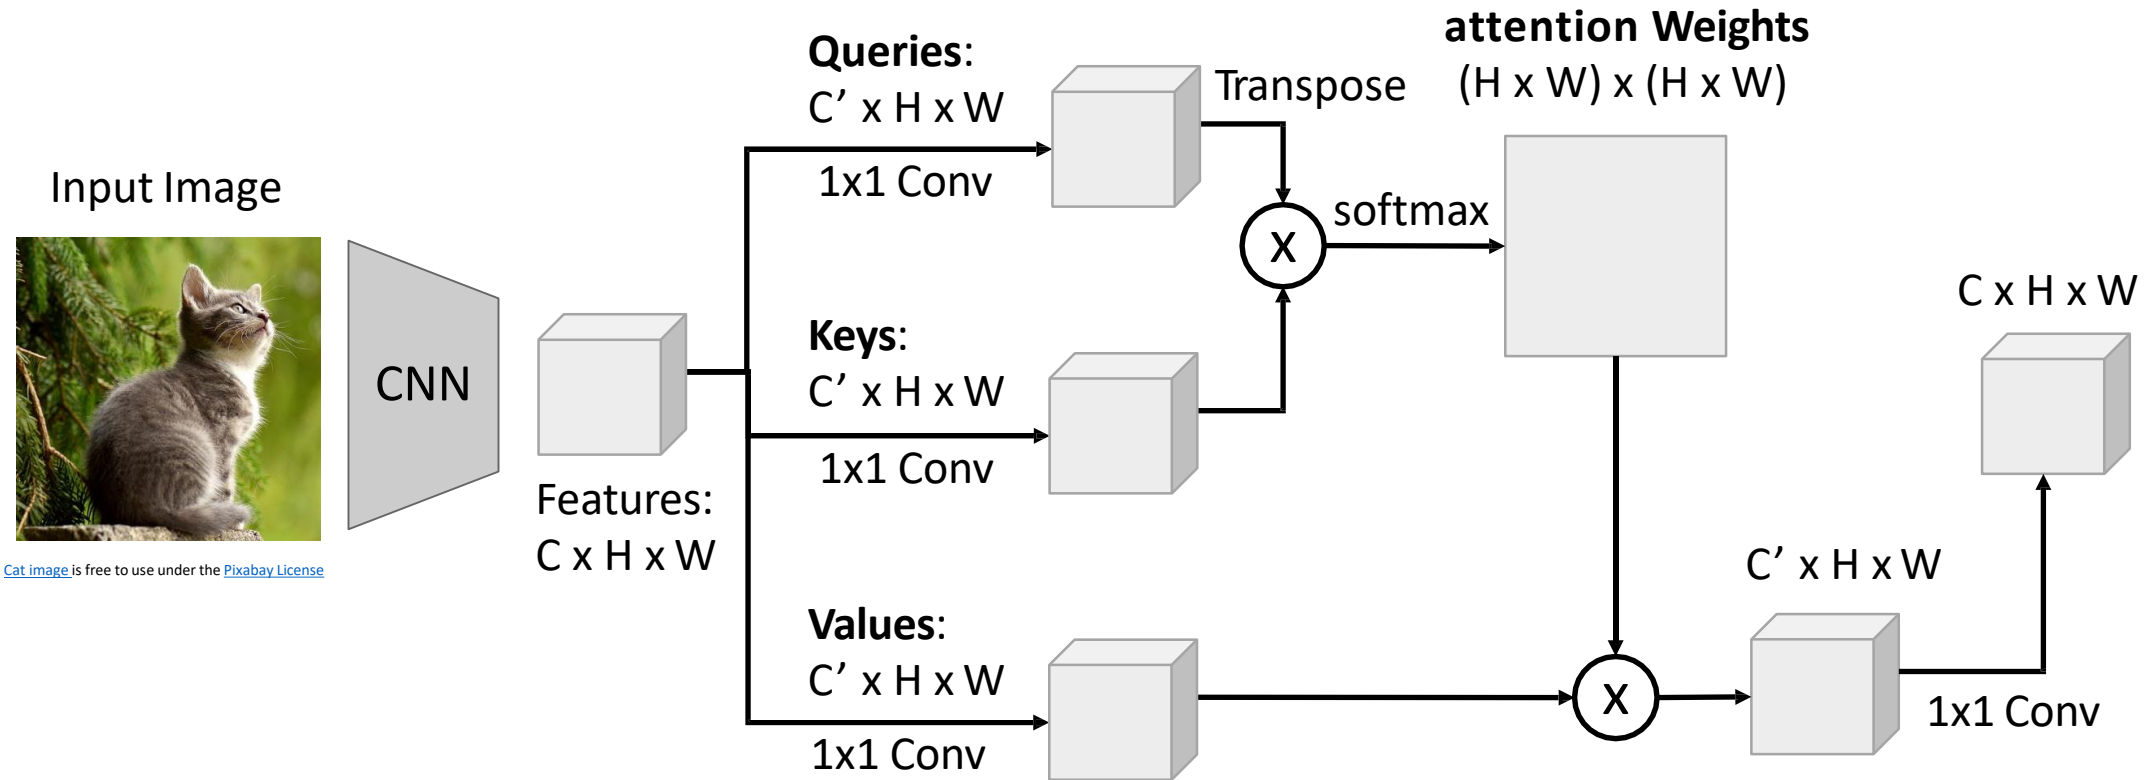 Input Image
Cat image is free to use under the Pixabay License
CNN
Features:
C x H x W
Queries:
C’ x H x W
1x1 Conv
Keys:
C’ x H x W
1x1 Conv
Values:
C’ x H x W
1x1 Conv
Transpose
X
softmax
attention Weights
(H x W) x (H x W)
X
C’ x H x W
1x1 Conv
C x H x W